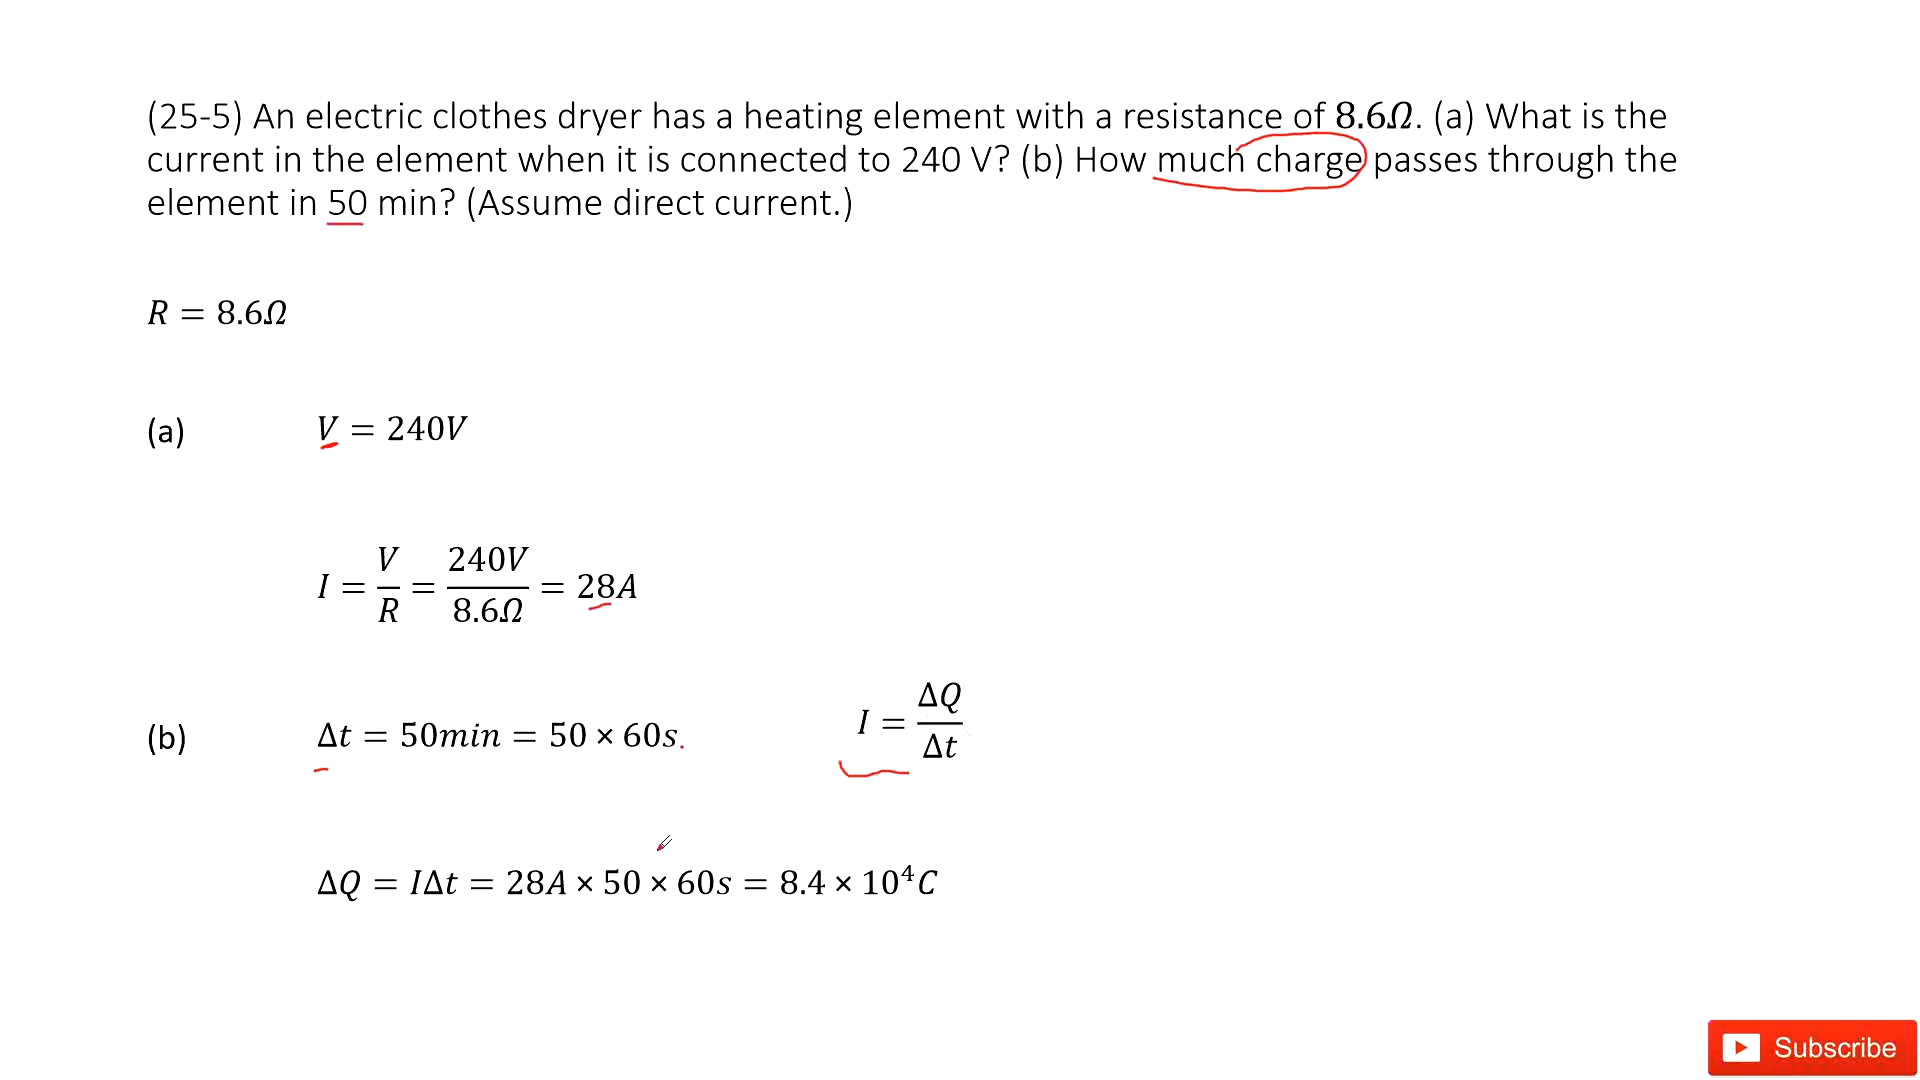 (25-5) An electric clothes dryer has a heating element with a resistance of 8.6Ω. (a) What is the
current in the element when it is connected to 240 V? (b) How much charge passes through the
element in 50 min? (Assume direct current.)
R = 8.6Ω
(a) V = 240V
I = V/R = 240V/8.6Ω = 28A
(b) Δt = 50min = 50 × 60s. I = ΔQ/Δt
ΔQ = IΔt = 28A × 50 × 60s = 8.4 × 10⁴C
Subscribe